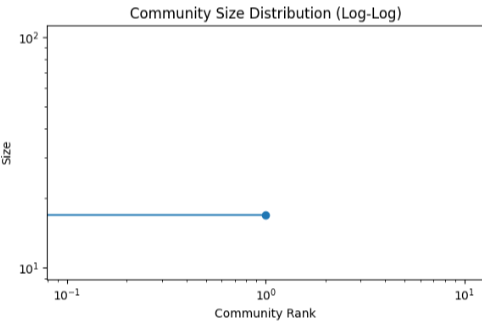 Community Size Distribution (Log-Log)
10²
Size
10¹
10⁻¹ 10⁰ 10¹
Community Rank